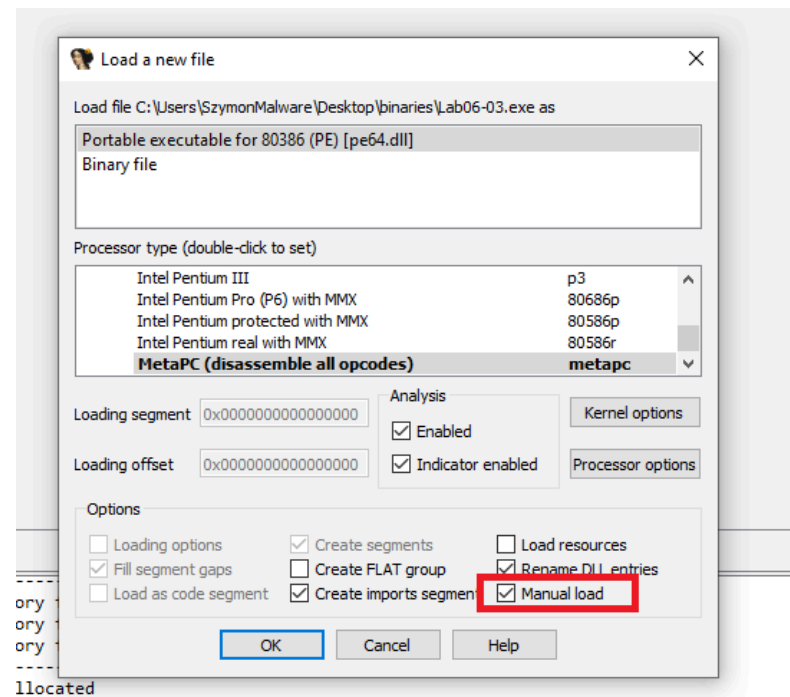 Load a new file
Load file C:\Users\SzymonMalware\Desktop\binaries\Lab06-03.exe as
Portable executable for 80386 (PE) [pe64.dll]
Binary file
Processor type (double-click to set)
Intel Pentium III p3
Intel Pentium Pro (P6) with MMX 80686p
Intel Pentium protected with MMX 80586p
Intel Pentium real with MMX 80586r
MetaPC (disassemble all opcodes) metapc
Analysis
Loading segment 0x0000000000000000 Enabled Kernel options
Loading offset 0x0000000000000000 Indicator enabled Processor options
Options
Loading options Create segments Load resources
Fill segment gaps Create FLAT group Rename DLL entries
Load as code segment Create imports segment Manual load
OK Cancel Help
ory
ory
ory
llocated